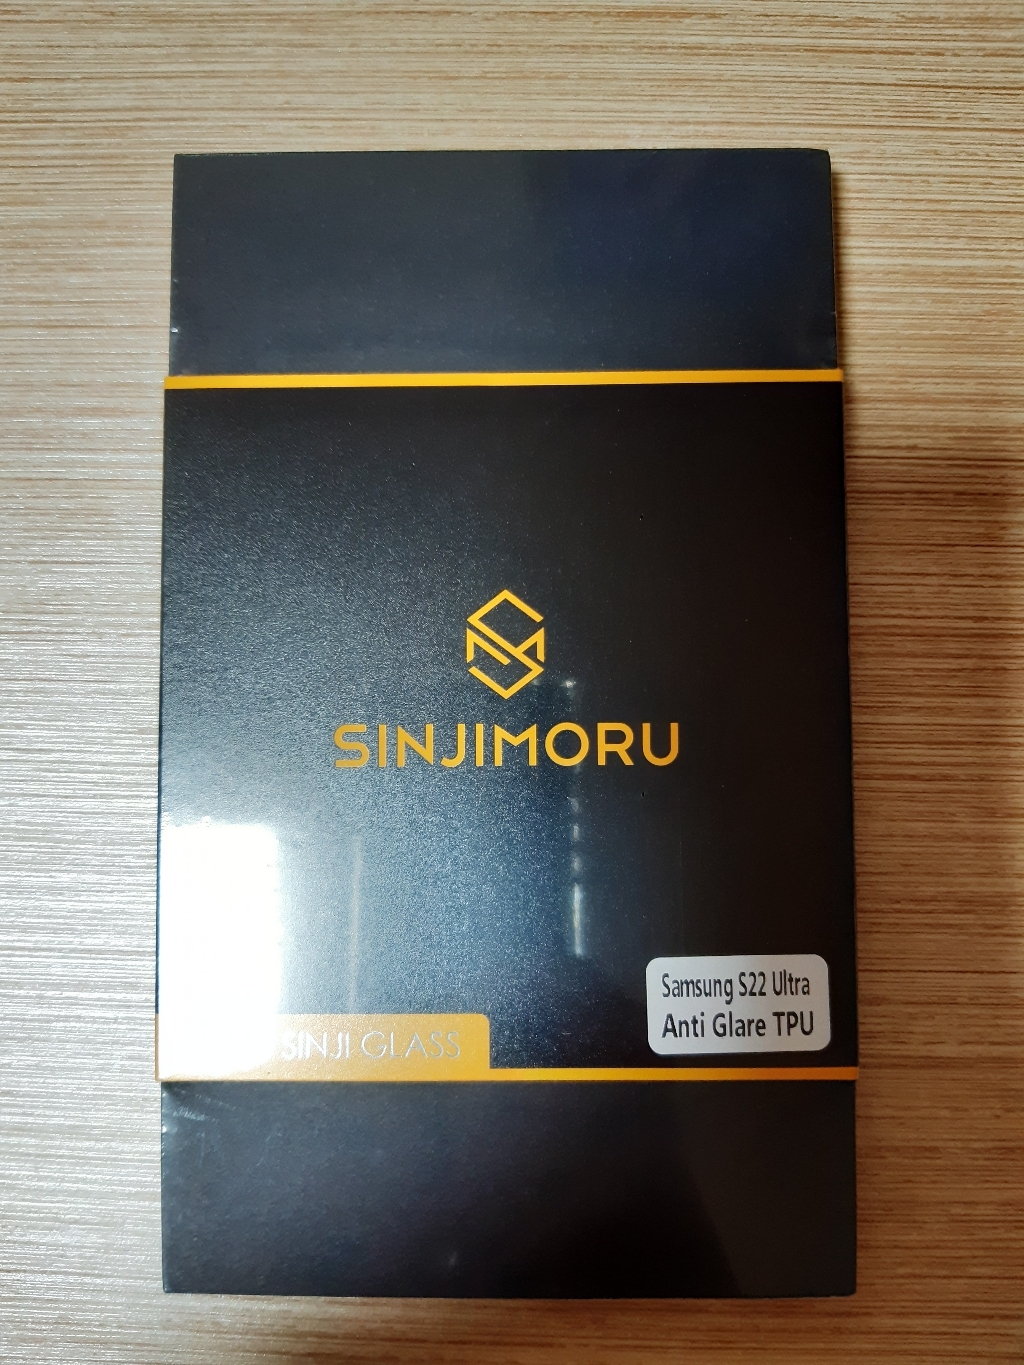 SINJIMORU
Samsung S22 Ultra
Anti Glare TPU
SINJI GLASS